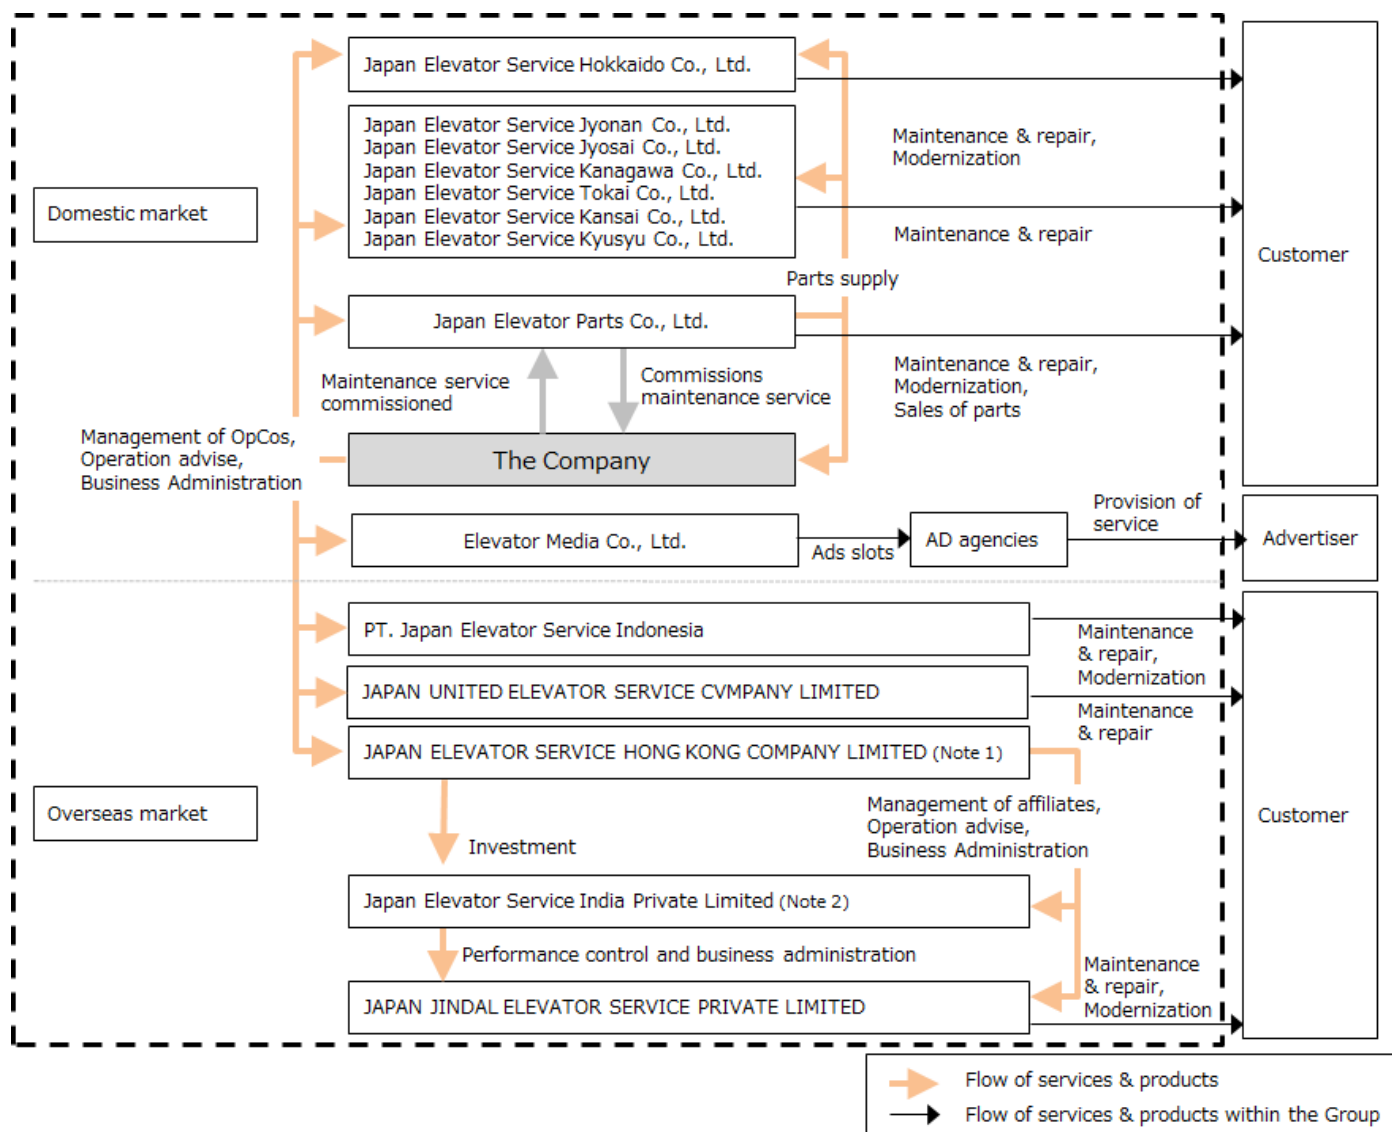 Japan Elevator Service Hokkaido Co., Ltd.
Japan Elevator Service Jyonan Co., Ltd.
Japan Elevator Service Jyosai Co., Ltd.
Japan Elevator Service Kanagawa Co., Ltd.
Japan Elevator Service Tokai Co., Ltd.
Japan Elevator Service Kansai Co., Ltd.
Japan Elevator Service Kyusyu Co., Ltd.
Maintenance & repair,
Modernization
Domestic market
Maintenance & repair
Customer
Parts supply
Japan Elevator Parts Co., Ltd.
Maintenance service
commissioned
Commissions
maintenance service
Maintenance & repair,
Modernization,
Sales of parts
Management of OpCos,
Operation advise,
Business Administration
The Company
Elevator Media Co., Ltd.
Ads slots
AD agencies
Provision of
service
Advertiser
PT. Japan Elevator Service Indonesia
Maintenance
& repair,
Modernization
JAPAN UNITED ELEVATOR SERVICE CVMPANY LIMITED
Maintenance
& repair
JAPAN ELEVATOR SERVICE HONG KONG COMPANY LIMITED (Note 1)
Overseas market
Management of affiliates,
Operation advise,
Business Administration
Customer
Investment
Japan Elevator Service India Private Limited (Note 2)
Performance control and business administration
Maintenance
& repair,
Modernization
JAPAN JINDAL ELEVATOR SERVICE PRIVATE LIMITED
Flow of services & products
Flow of services & products within the Group